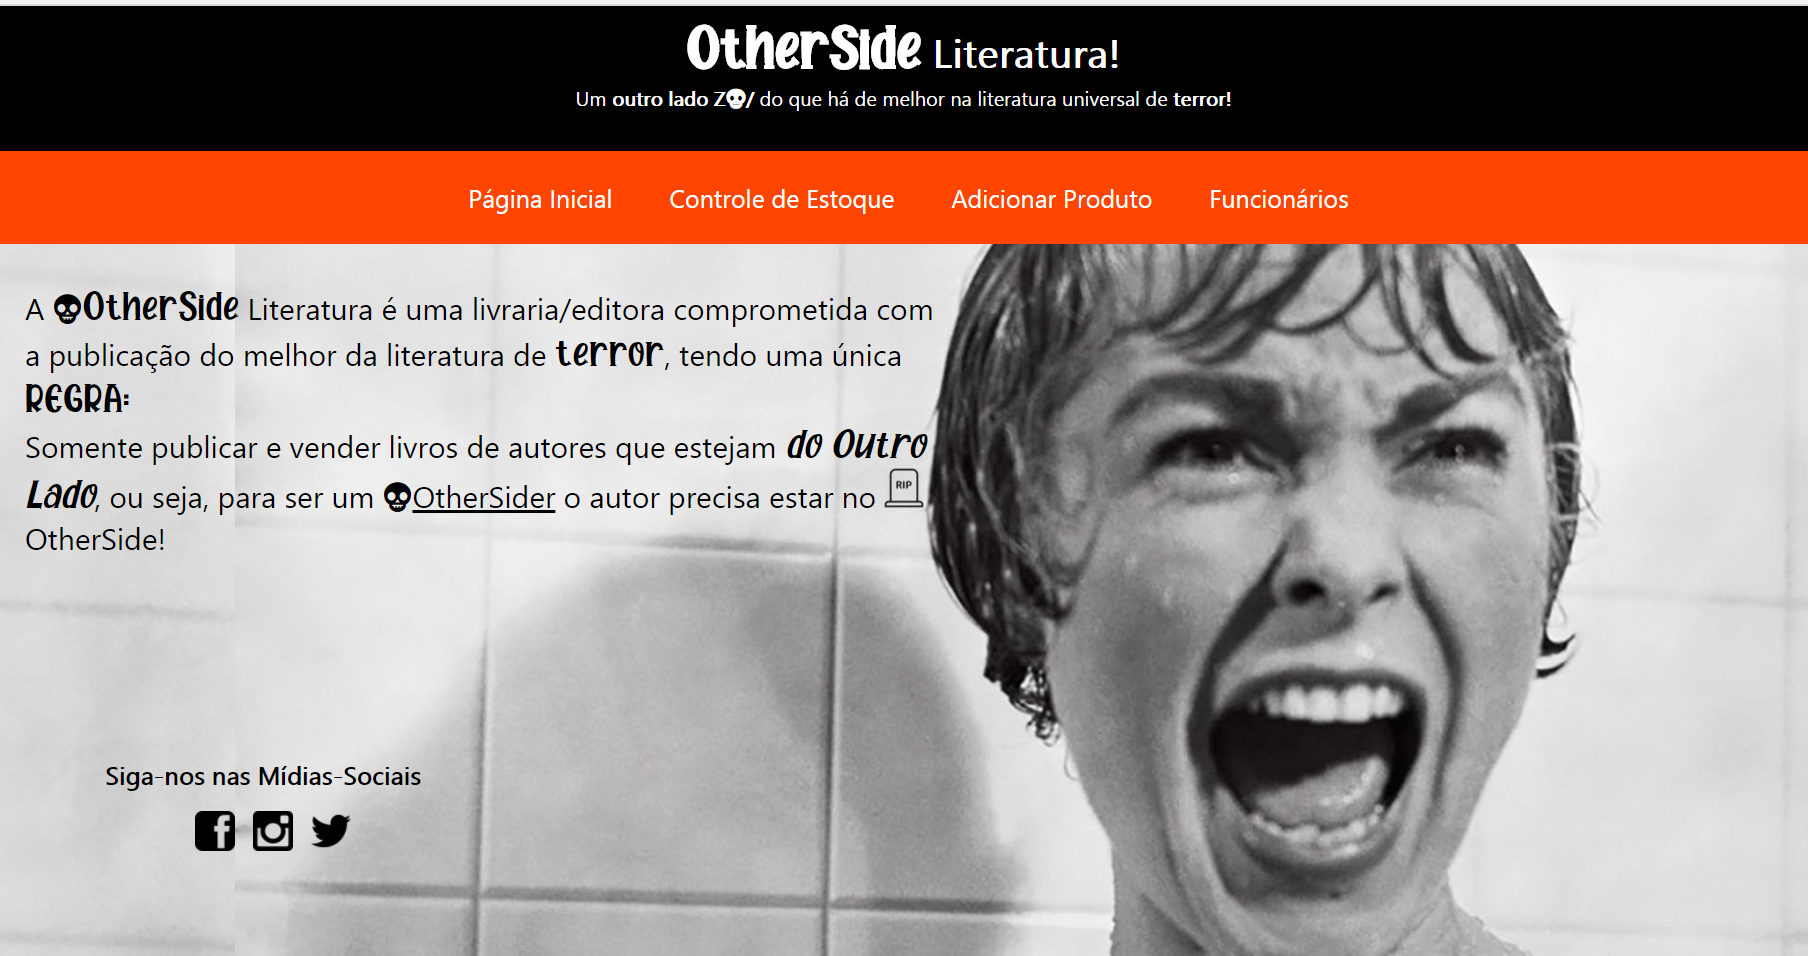 OtherSide Literatura!
Um outro lado Z💀/ do que há de melhor na literatura universal de terror!
Página Inicial Controle de Estoque Adicionar Produto Funcionários
A 💀OtherSide Literatura é uma livraria/editora comprometida com
a publicação do melhor da literatura de terror, tendo uma única
REGRA:
Somente publicar e vender livros de autores que estejam do Outro
Lado, ou seja, para ser um 💀OtherSider o autor precisa estar no RIP
OtherSide!
Siga-nos nas Mídias-Sociais